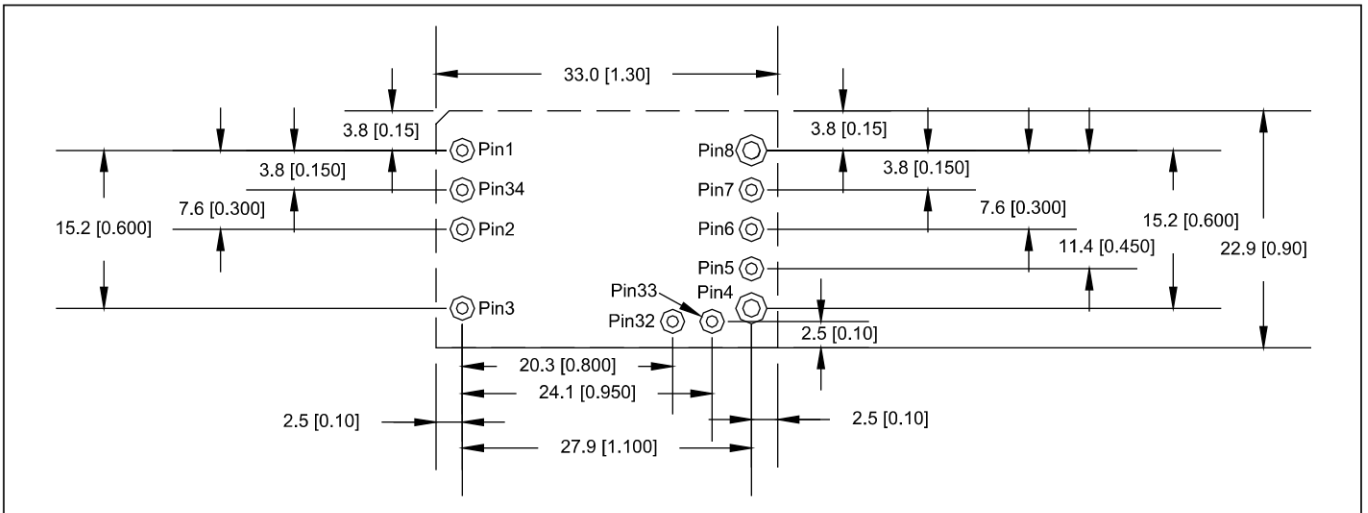 33.0 [1.30]
3.8 [0.15]
3.8 [0.15]
Pin1
Pin8
3.8 [0.150]
3.8 [0.150]
Pin34
Pin7
7.6 [0.300]
7.6 [0.300]
15.2 [0.600]
15.2 [0.600]
Pin2
Pin6
11.4 [0.450]
22.9 [0.90]
Pin5
Pin33
Pin4
Pin3
Pin32
2.5 [0.10]
20.3 [0.800]
24.1 [0.950]
2.5 [0.10]
2.5 [0.10]
27.9 [1.100]